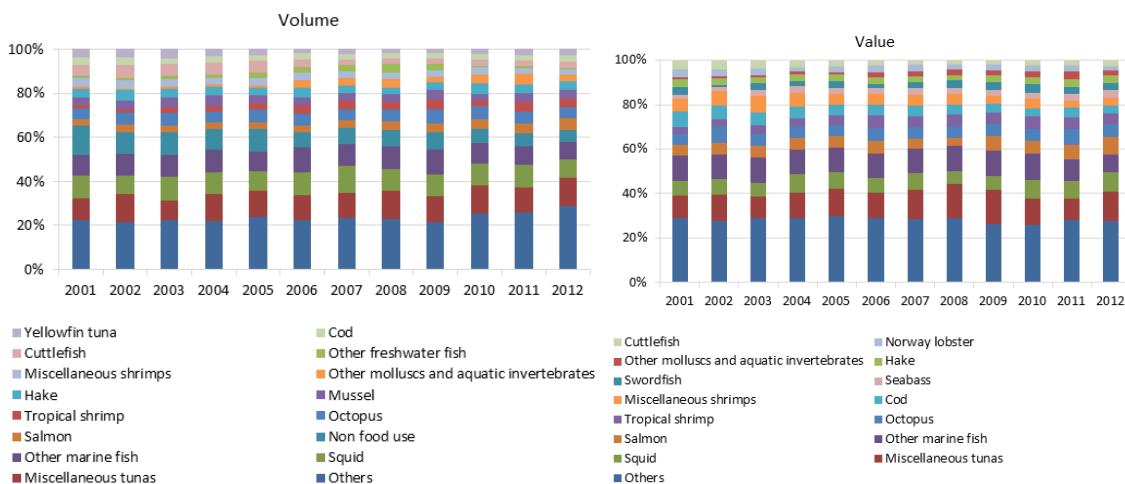 Volume
100%
80%
60%
40%
20%
0%
2001 2002 2003 2004 2005 2006 2007 2008 2009 2010 2011 2012
Yellowfin tuna Cod
Cuttlefish Other freshwater fish
Miscellaneous shrimps Other molluscs and aquatic invertebrates
Hake Mussel
Tropical shrimp Octopus
Salmon Non food use
Other marine fish Squid
Miscellaneous tunas Others
Value
100%
80%
60%
40%
20%
0%
2001 2002 2003 2004 2005 2006 2007 2008 2009 2010 2011 2012
Cuttlefish Norway lobster
Other molluscs and aquatic invertebrates Hake
Swordfish Seabass
Miscellaneous shrimps Cod
Tropical shrimp Octopus
Salmon Other marine fish
Squid Miscellaneous tunas
Others